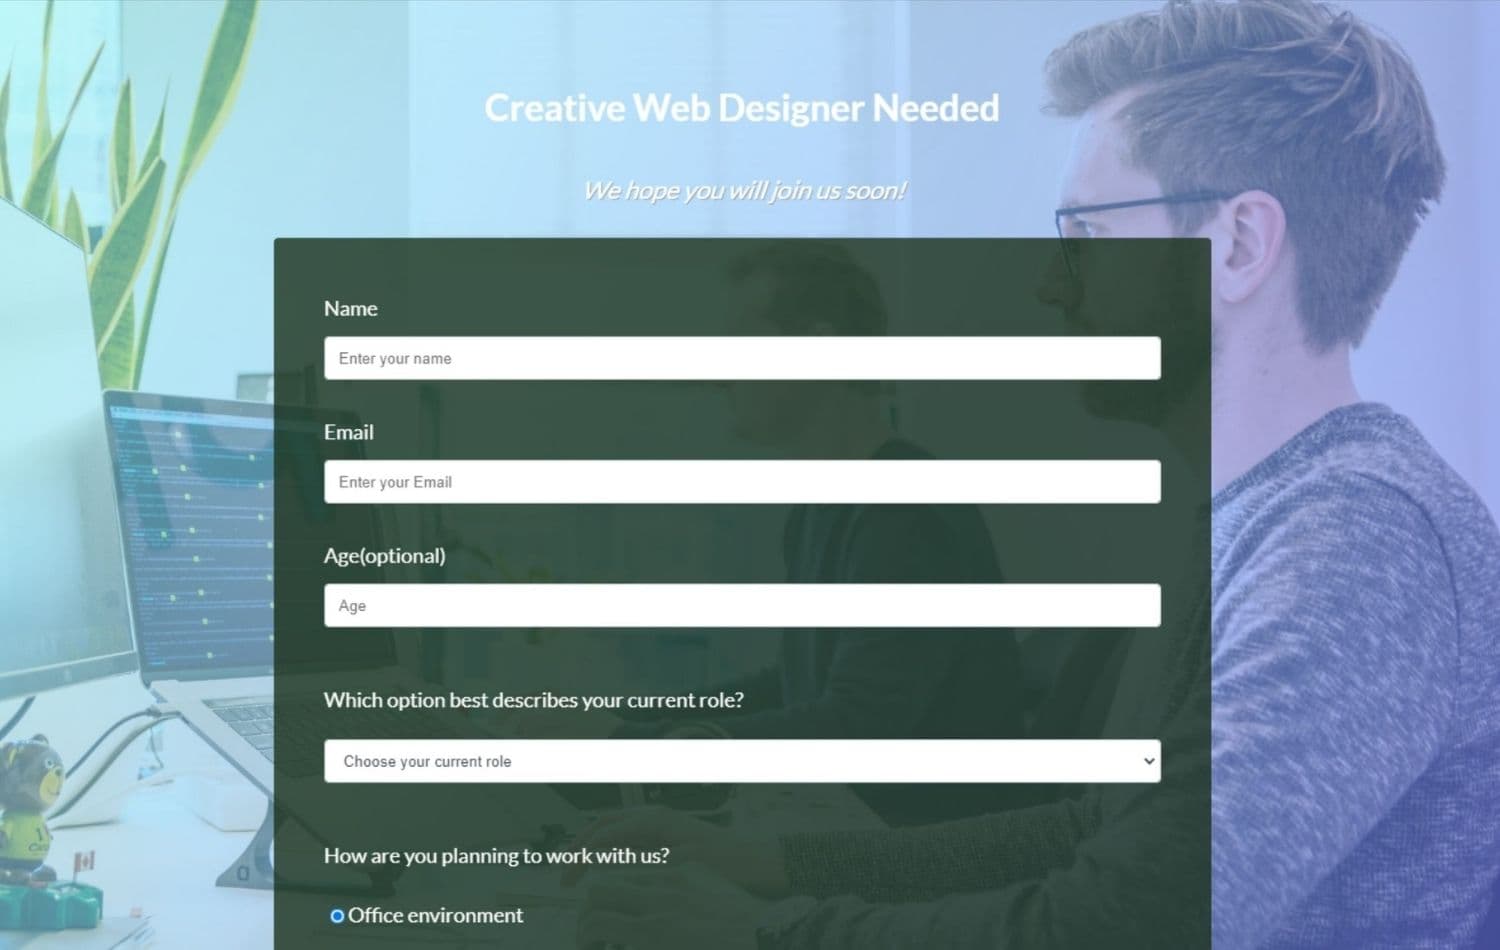 Creative Web Designer Needed
We hope you will join us soon!
Name
Enter your name
Email
Enter your Email
Age(optional)
Age
Which option best describes your current role?
Choose your current role
How are you planning to work with us?
Office environment